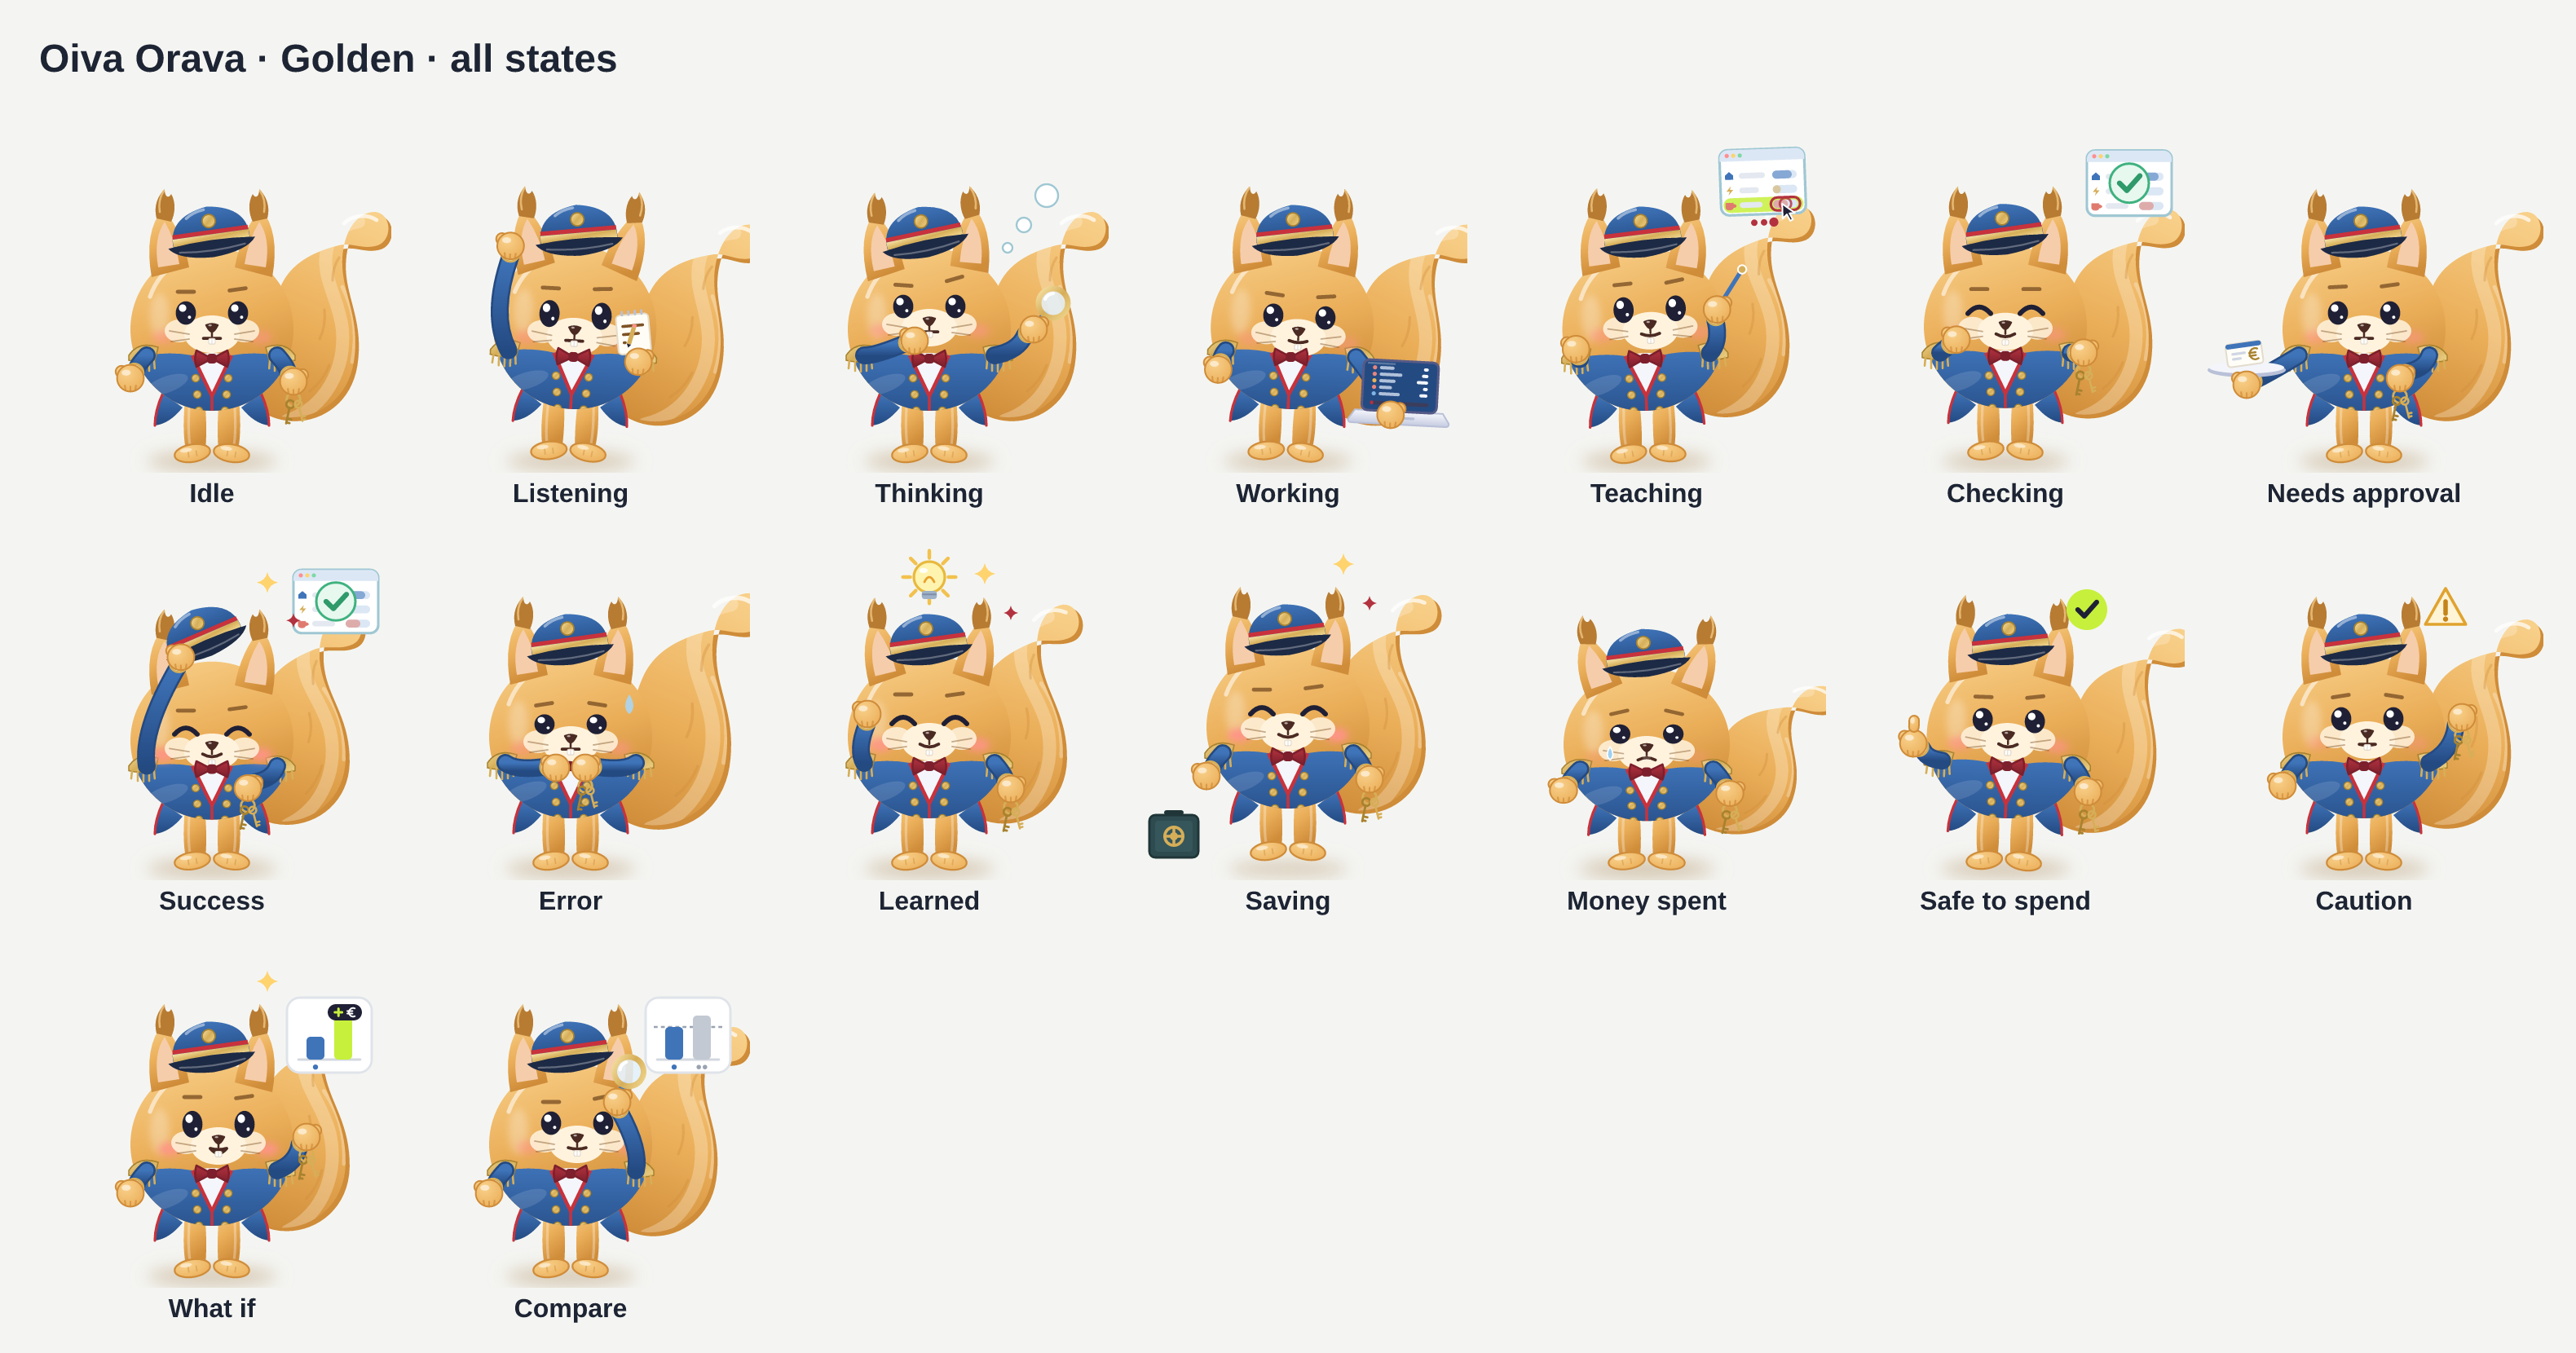 Oiva Orava · Golden · all states
Idle
Listening
Thinking
Working
Teaching
Checking
€
Needs approval
Success
Error
Learned
Saving
Money spent
Safe to spend
Caution
+€
What if
Compare